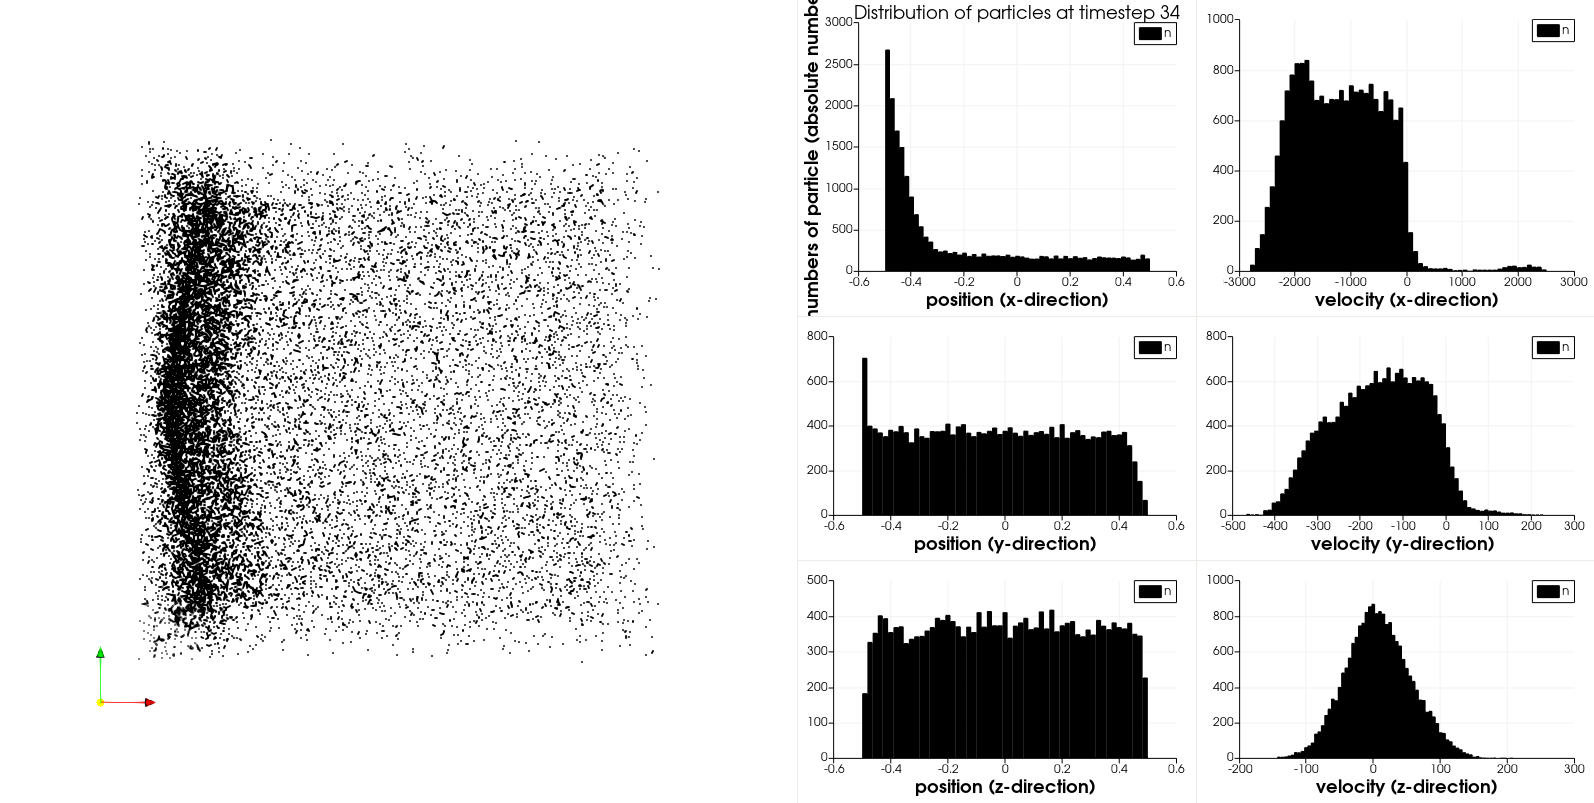 Distribution of particles at timestep 34
numbers of particle (absolute numbe
3000
2500
2000
1500
1000
500
0
-0.6 -0.4 -0.2 0 0.2 0.4 0.6
position (x-direction)
n
1000
800
600
400
200
0
-3000 -2000 -1000 0 1000 2000 3000
velocity (x-direction)
n
800
600
400
200
0
-0.6 -0.4 -0.2 0 0.2 0.4 0.6
position (y-direction)
n
800
600
400
200
0
-500 -400 -300 -200 -100 0 100 200 300
velocity (y-direction)
n
500
400
300
200
100
0
-0.6 -0.4 -0.2 0 0.2 0.4 0.6
position (z-direction)
n
1000
800
600
400
200
0
-200 -100 0 100 200 300
velocity (z-direction)
n